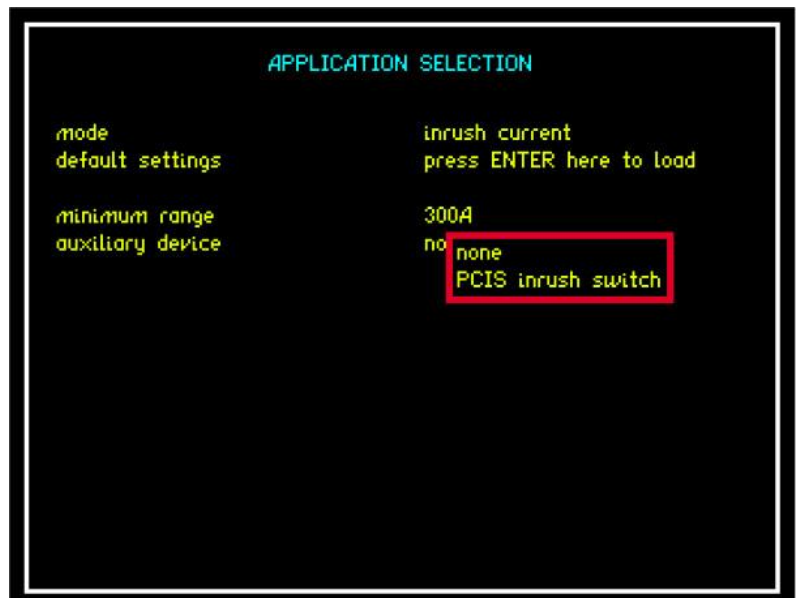 APPLICATION SELECTION
mode inrush current
default settings press ENTER here to load
minimum range 300A
auxiliary device no
none
PCIS inrush switch